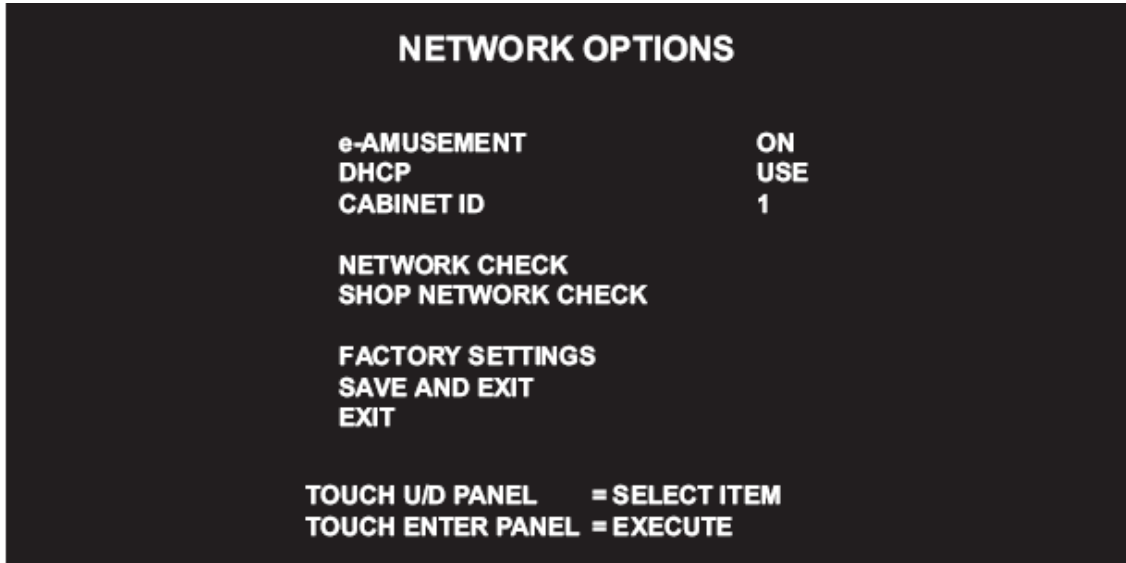 NETWORK OPTIONS
e-AMUSEMENT ON
DHCP USE
CABINET ID 1
NETWORK CHECK
SHOP NETWORK CHECK
FACTORY SETTINGS
SAVE AND EXIT
EXIT
TOUCH U/D PANEL = SELECT ITEM
TOUCH ENTER PANEL = EXECUTE